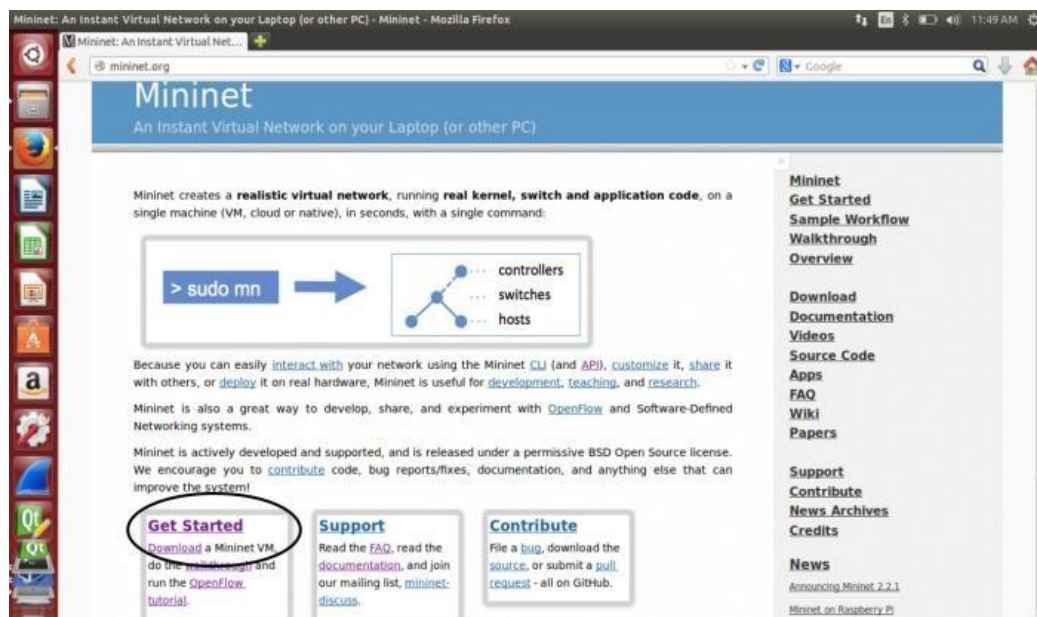 Mininet: An Instant Virtual Network on your Laptop (or other PC) - Mininet - Mozilla Firefox
En
11:49 AM
Mininet: An Instant Virtual Net...
mininet.org
Google
Mininet
An Instant Virtual Network on your Laptop (or other PC)
Mininet creates a realistic virtual network, running real kernel, switch and application code, on a
single machine (VM, cloud or native), in seconds, with a single command:
> sudo mn
controllers
switches
hosts
Because you can easily interact with your network using the Mininet CLI (and API), customize it, share it
with others, or deploy it on real hardware, Mininet is useful for development, teaching, and research.
Mininet is also a great way to develop, share, and experiment with OpenFlow and Software-Defined
Networking systems.
Mininet is actively developed and supported, and is released under a permissive BSD Open Source license.
We encourage you to contribute code, bug reports/fixes, documentation, and anything else that can
improve the system!
Get Started
Download a Mininet VM,
do the walkthrough and
run the OpenFlow
tutorial.
Support
Read the FAQ, read the
documentation, and join
our mailing list, mininet-
discuss.
Contribute
File a bug, download the
source, or submit a pull
request - all on GitHub.
Mininet
Get Started
Sample Workflow
Walkthrough
Overview
Download
Documentation
Videos
Source Code
Apps
FAQ
Wiki
Papers
Support
Contribute
News Archives
Credits
News
Announcing Mininet 2.2.1
Mininet on Raspberry Pi
A
a
Qt
Qt